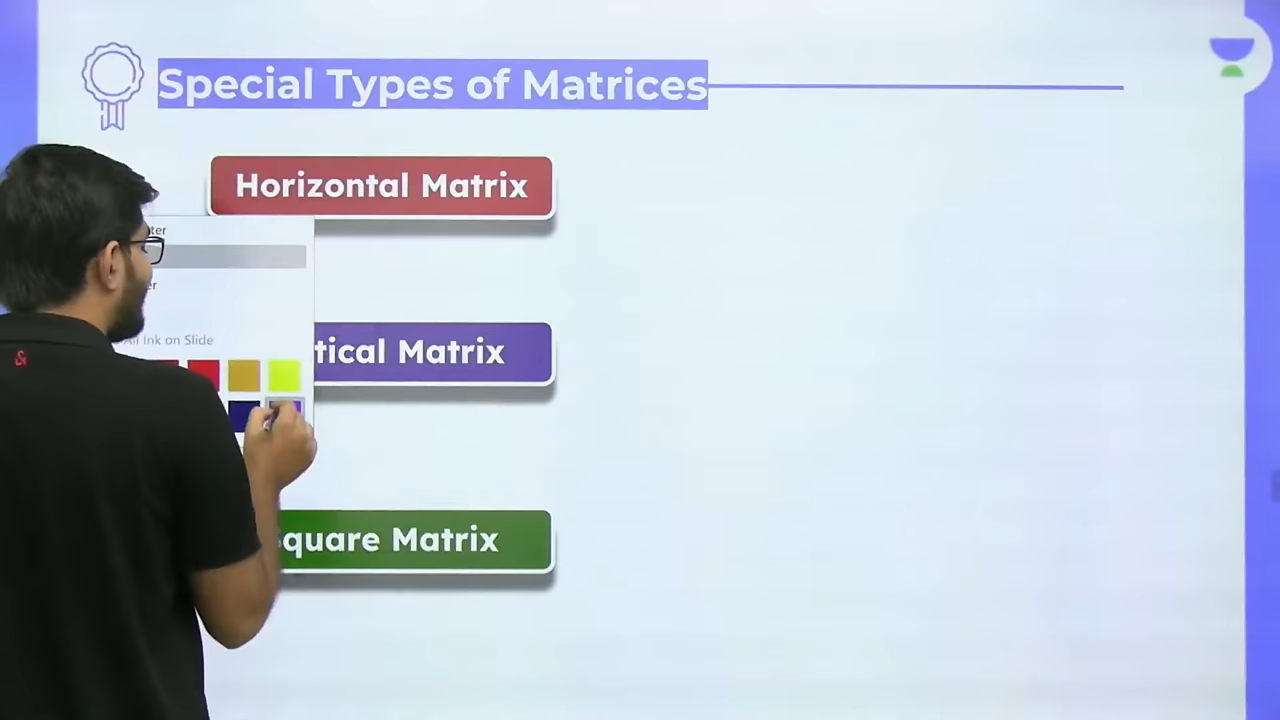 Special Types of Matrices
Horizontal Matrix
All Ink on Slide
tical Matrix
quare Matrix
&